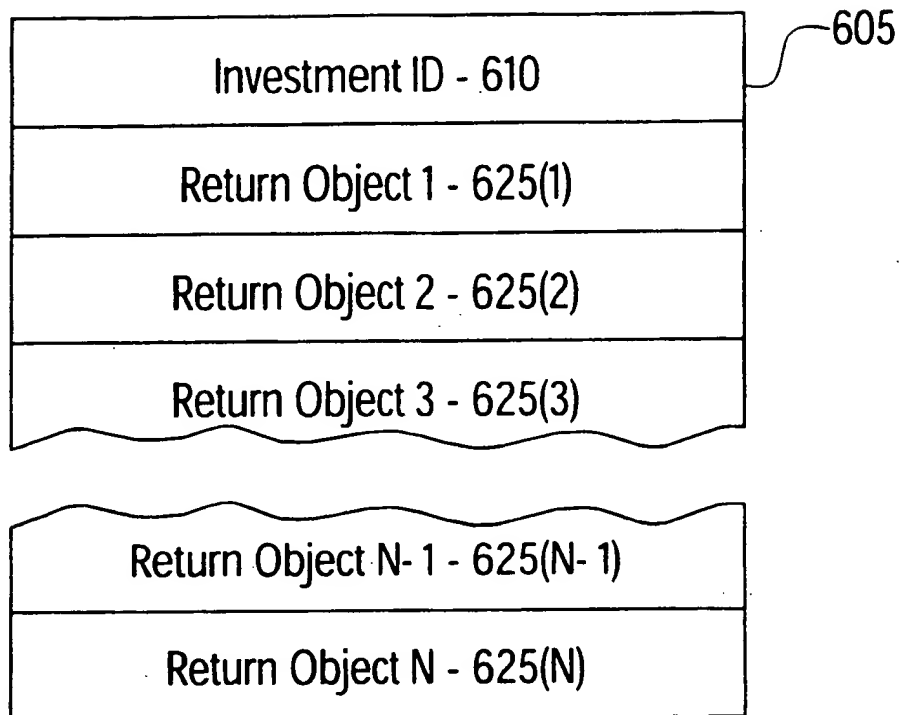 605
Investment ID - 610
Return Object 1 - 625(1)
Return Object 2 - 625(2)
Return Object 3 - 625(3)
Return Object N-1 - 625(N-1)
Return Object N - 625(N)